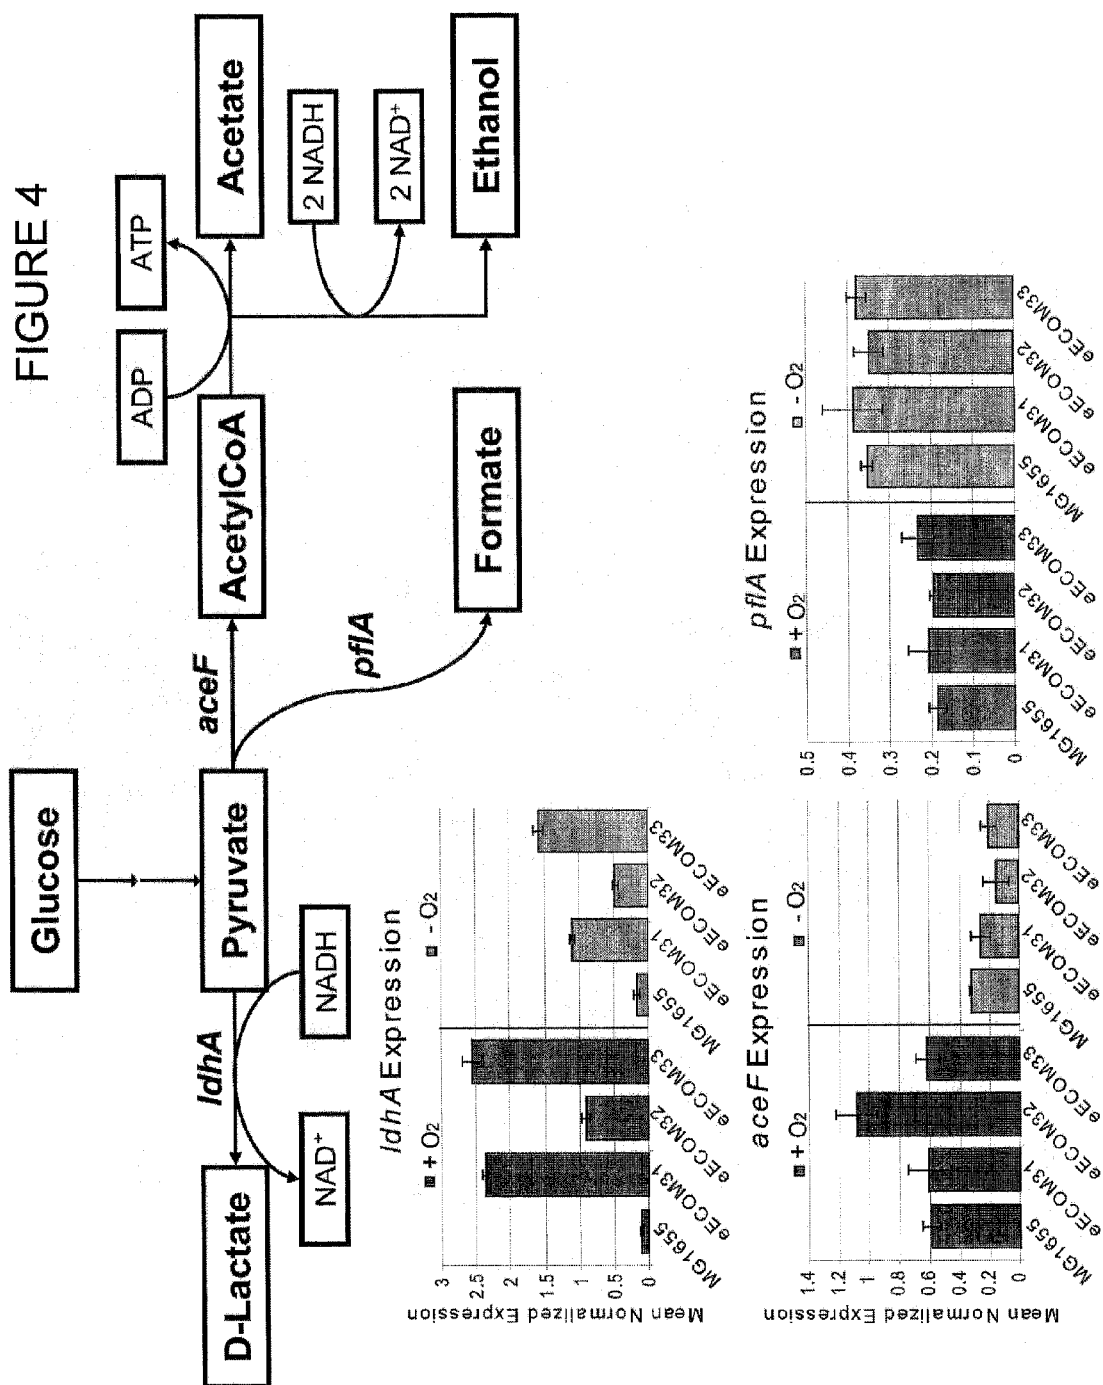 FIGURE 4
Glucose
ADP
ATP
D-Lactate
ldhA
Pyruvate
aceF
AcetylCoA
Acetate
NAD+
NADH
2 NADH
pflA
2 NAD+
Formate
Ethanol
ldhA Expression
+ O2
- O2
Mean Normalized Expression
3
2.5
2
1.5
1
0.5
0
MG1655
eECOM31
eECOM32
eECOM33
MG1655
eECOM31
eECOM32
eECOM33
aceF Expression
+ O2
- O2
Mean Normalized Expression
1.4
1.2
1
0.8
0.6
0.4
0.2
0
MG1655
eECOM31
eECOM32
eECOM33
MG1655
eECOM31
eECOM32
eECOM33
pflA Expression
+ O2
- O2
0.5
0.4
0.3
0.2
0.1
0
MG1655
eECOM31
eECOM32
eECOM33
MG1655
eECOM31
eECOM32
eECOM33